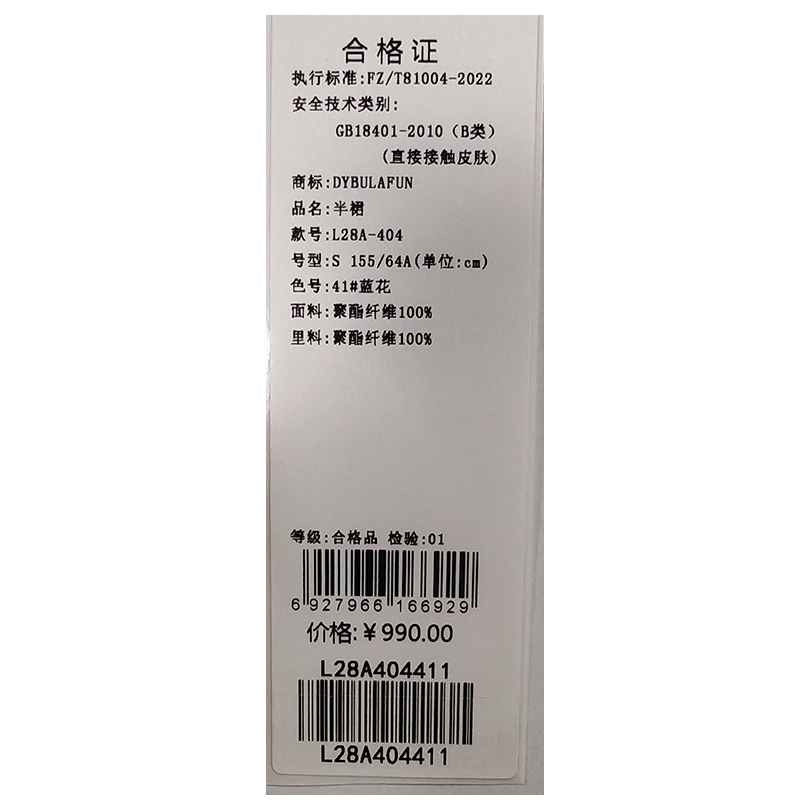 合格证
执行标准:FZ/T81004-2022
安全技术类别:
GB18401-2010（B类）
(直接接触皮肤)
商标:DYBULAFUN
品名:半裙
款号:L28A-404
号型:S 155/64A(单位:cm)
色号:41#蓝花
面料:聚酯纤维100%
里料:聚酯纤维100%
等级:合格品 检验:01
6 927966 166929
价格:￥990.00
L28A404411
L28A404411